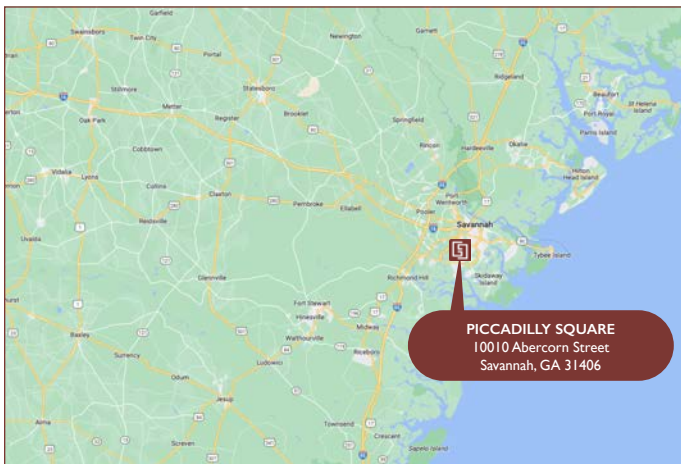 Garfield
Swainsboro
Twin City
Newington
Garnett
Portal
Ridgeland
Stillmore
Statesboro
Beaufort
St Helena
Island
Metter
Oak Park
Register
Brooklet
Springfield
Port Royal
Parris Island
Cobbtown
Rincon
Hardeeville
Okatie
Vidalia
Lyons
Collins
Claxton
Hilton
Head Island
Pembroke
Ellabell
Port
Wentworth
Pooler
Reidsville
Savannah
Uvalda
Tybee Island
Glennville
Richmond Hill
Skidaway
Island
Fort Stewart
Hinesville
Midway
Walthourville
Baxley
Riceboro
Surrency
Ludowici
Odum
Jesup
Alma
Townsend
Crescent
Screven
Sapelo Island
PICCADILLY SQUARE
10010 Abercorn Street
Savannah, GA 31406